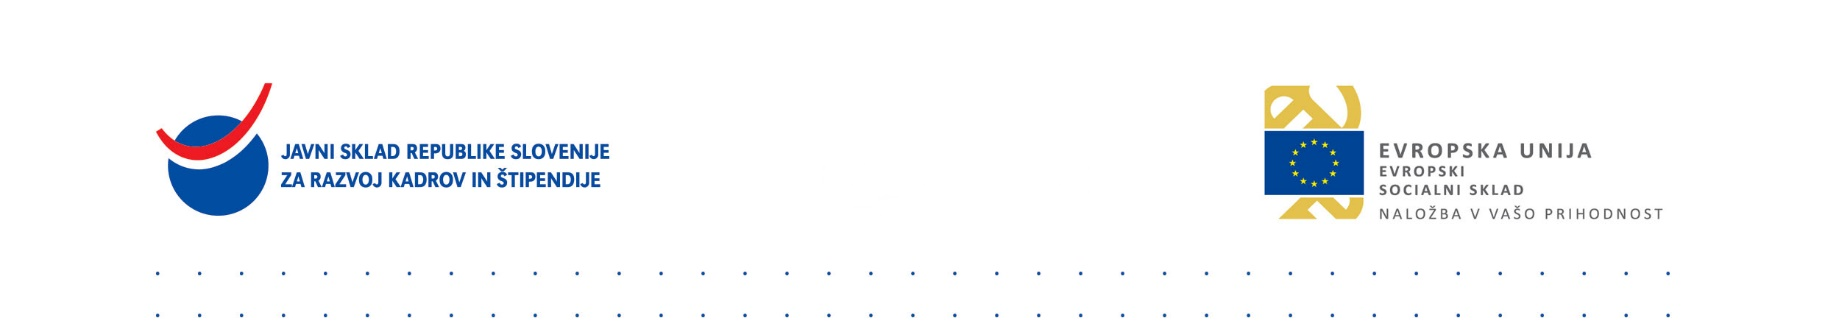 JAVNI SKLAD REPUBLIKE SLOVENIJE
ZA RAZVOJ KADROV IN ŠTIPENDIJE
EVROPSKA UNIJA
EVROPSKI
SOCIALNI SKLAD
NALOŽBA V VAŠO PRIHODNOST